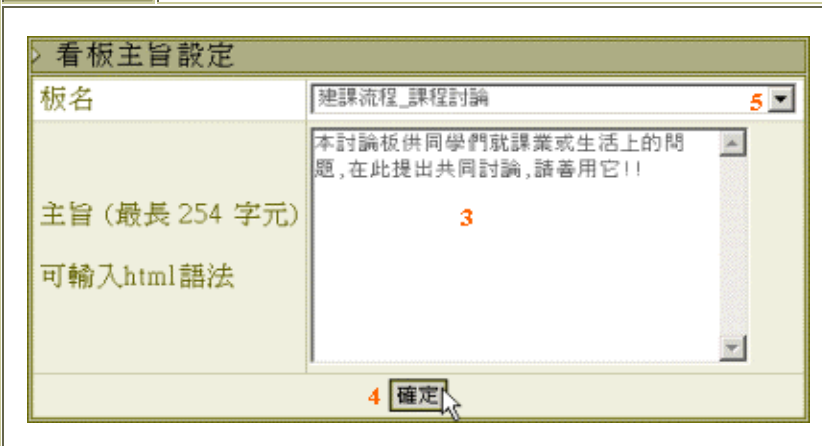 看板主旨設定
板名
建課流程_課程討論
5
本討論板供同學們就課業或生活上的問
題,在此提出共同討論,請善用它!!
主旨 (最長 254 字元)
3
可輸入html語法
4 確定